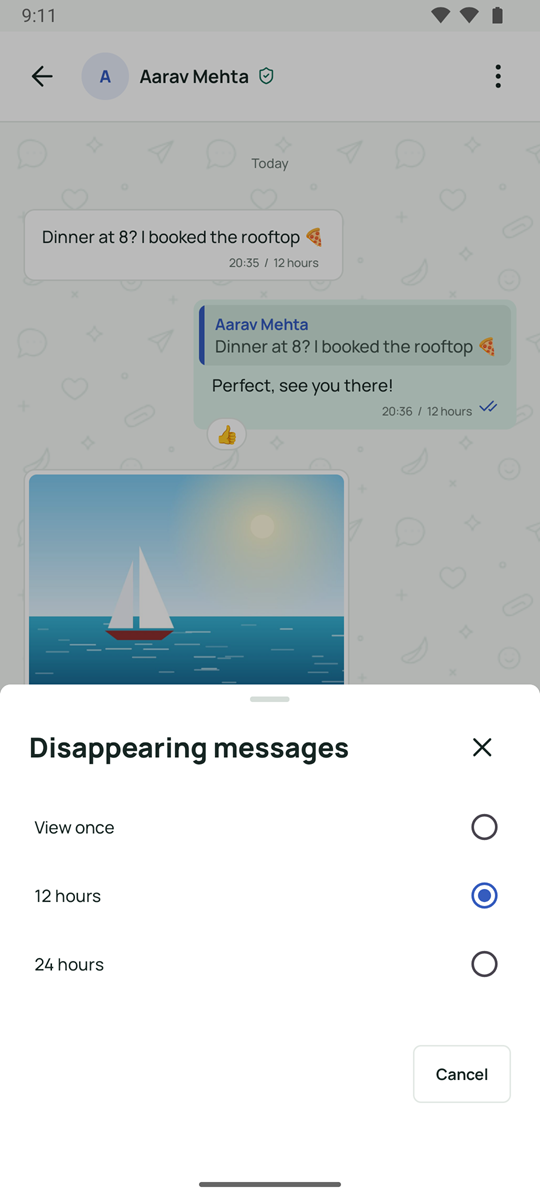 9:11
A
Aarav Mehta
Today
Dinner at 8? I booked the rooftop 🍕
20:35 / 12 hours
Aarav Mehta
Dinner at 8? I booked the rooftop 🍕
Perfect, see you there!
20:36 / 12 hours
👍
Disappearing messages
View once
12 hours
24 hours
Cancel